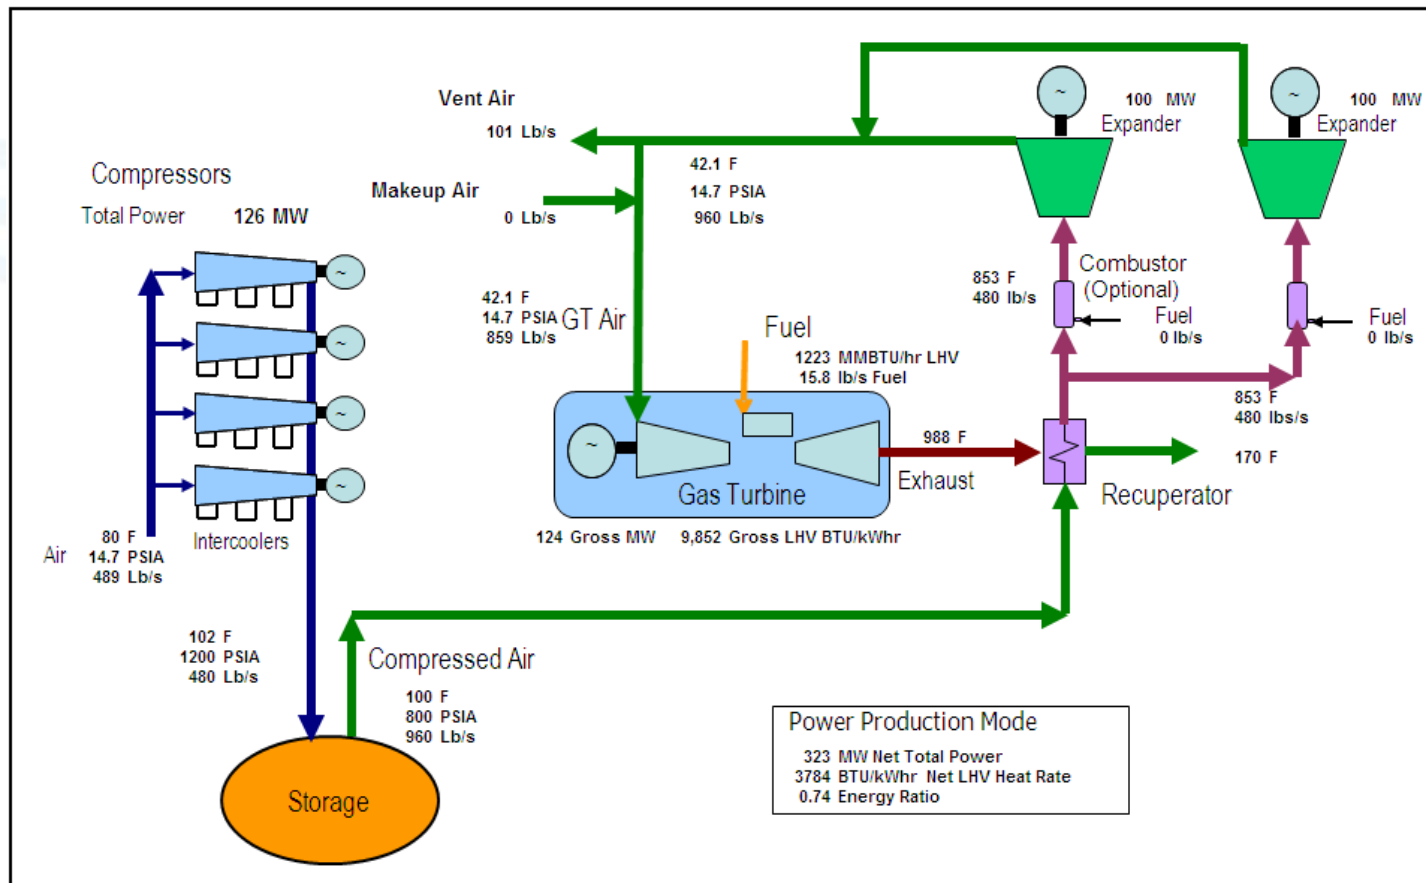 Vent Air
101 Lb/s
Makeup Air
0 Lb/s
42.1 F
14.7 PSIA
960 Lb/s
~
100 MW
Expander
~
100 MW
Expander
Compressors
Total Power 126 MW
~
~
~
~
Intercoolers
Air
80 F
14.7 PSIA
489 Lb/s
42.1 F
14.7 PSIA
859 Lb/s
GT Air
Fuel
1223 MMBTU/hr LHV
15.8 lb/s Fuel
853 F
480 lb/s
Combustor
(Optional)
Fuel
0 lb/s
Fuel
0 lb/s
853 F
480 lbs/s
~
Gas Turbine
988 F
Exhaust
170 F
Recuperator
124 Gross MW 9,852 Gross LHV BTU/kWhr
102 F
1200 PSIA
480 Lb/s
Compressed Air
100 F
800 PSIA
960 Lb/s
Storage
Power Production Mode
323 MW Net Total Power
3784 BTU/kWhr Net LHV Heat Rate
0.74 Energy Ratio